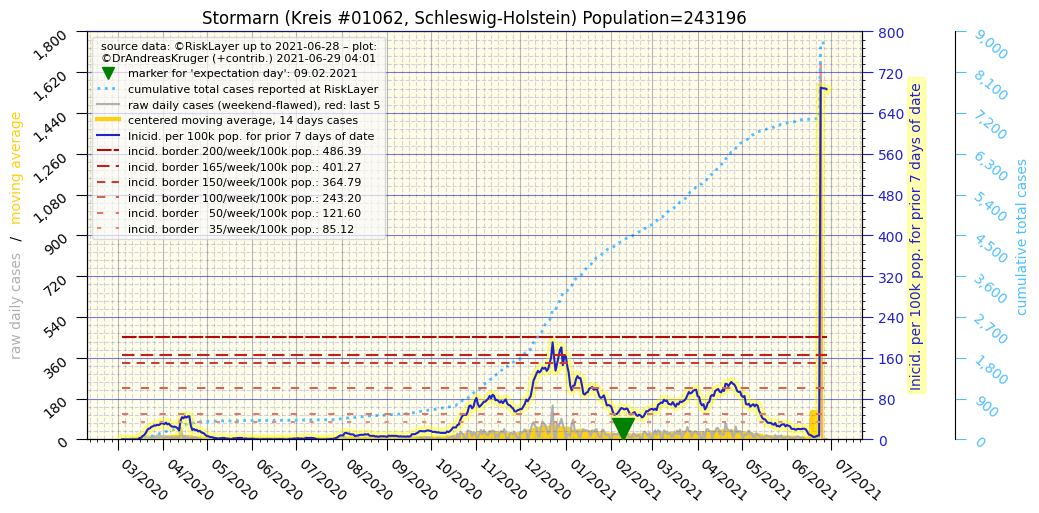 Stormarn (Kreis #01062, Schleswig-Holstein) Population=243196
source data: ©RiskLayer up to 2021-06-28 – plot:
©DrAndreasKruger (+contrib.) 2021-06-29 04:01
marker for 'expectation day': 09.02.2021
cumulative total cases reported at RiskLayer
raw daily cases (weekend-flawed), red: last 5
centered moving average, 14 days cases
Inicid. per 100k pop. for prior 7 days of date
incid. border 200/week/100k pop.: 486.39
incid. border 165/week/100k pop.: 401.27
incid. border 150/week/100k pop.: 364.79
incid. border 100/week/100k pop.: 243.20
incid. border 50/week/100k pop.: 121.60
incid. border 35/week/100k pop.: 85.12
raw daily cases / moving average
1,800
1,620
1,440
1,260
1,080
900
720
540
360
180
0
03/2020
04/2020
05/2020
06/2020
07/2020
08/2020
09/2020
10/2020
11/2020
12/2020
01/2021
02/2021
03/2021
04/2021
05/2021
06/2021
07/2021
800
720
640
560
480
400
320
240
160
80
0
Inicid. per 100k pop. for prior 7 days of date
9,000
8,100
7,200
6,300
5,400
4,500
3,600
2,700
1,800
900
0
cumulative total cases